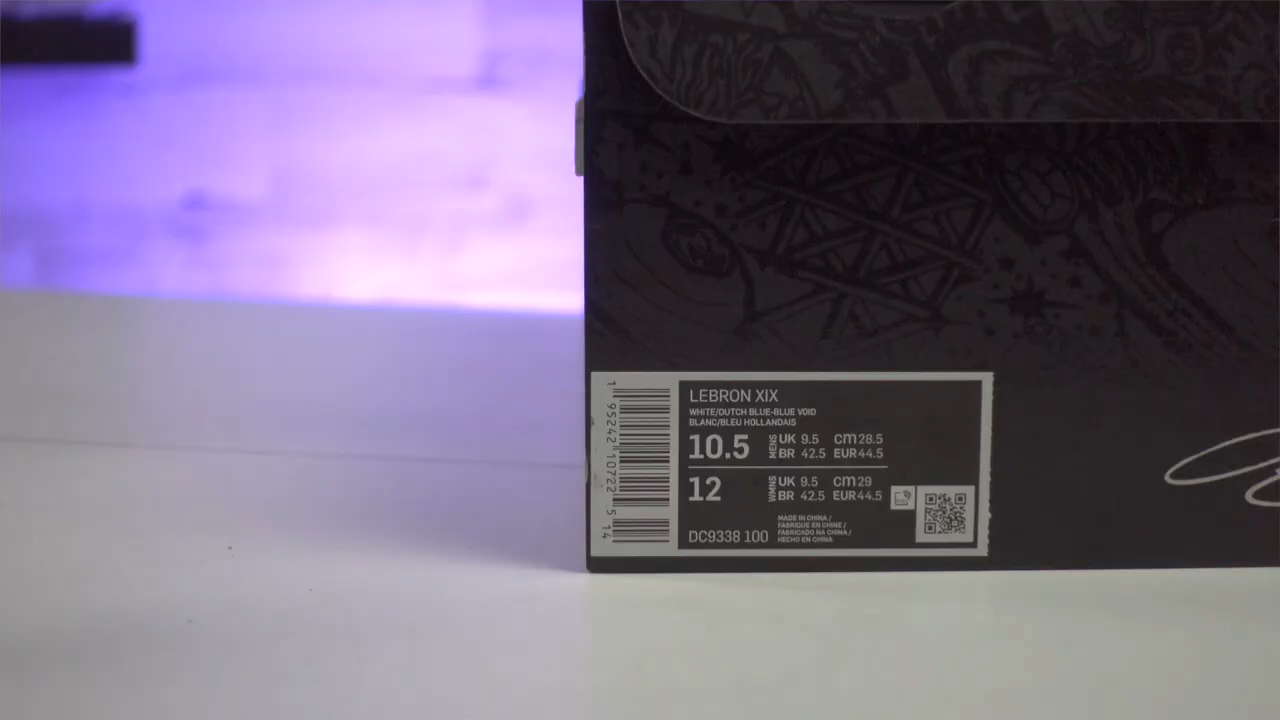 1 95242 10722 5 14
LEBRON XIX
WHITE/DUTCH BLUE-BLUE VOID
BLANC/BLEU HOLLANDAIS
10.5 MENS UK 9.5 CM 28.5
BR 42.5 EUR 44.5
12 WMNS UK 9.5 CM 29
BR 42.5 EUR 44.5
DC9338 100
MADE IN CHINA /
FABRIQUE EN CHINE /
FABRICADO NA CHINA /
HECHO EN CHINA